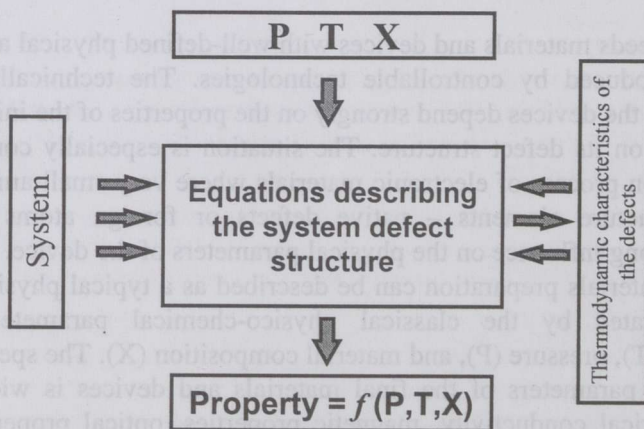 P T X
System
Equations describing
the system defect
structure
Thermodynamic characteristics of
the defects
Property = f(P,T,X)